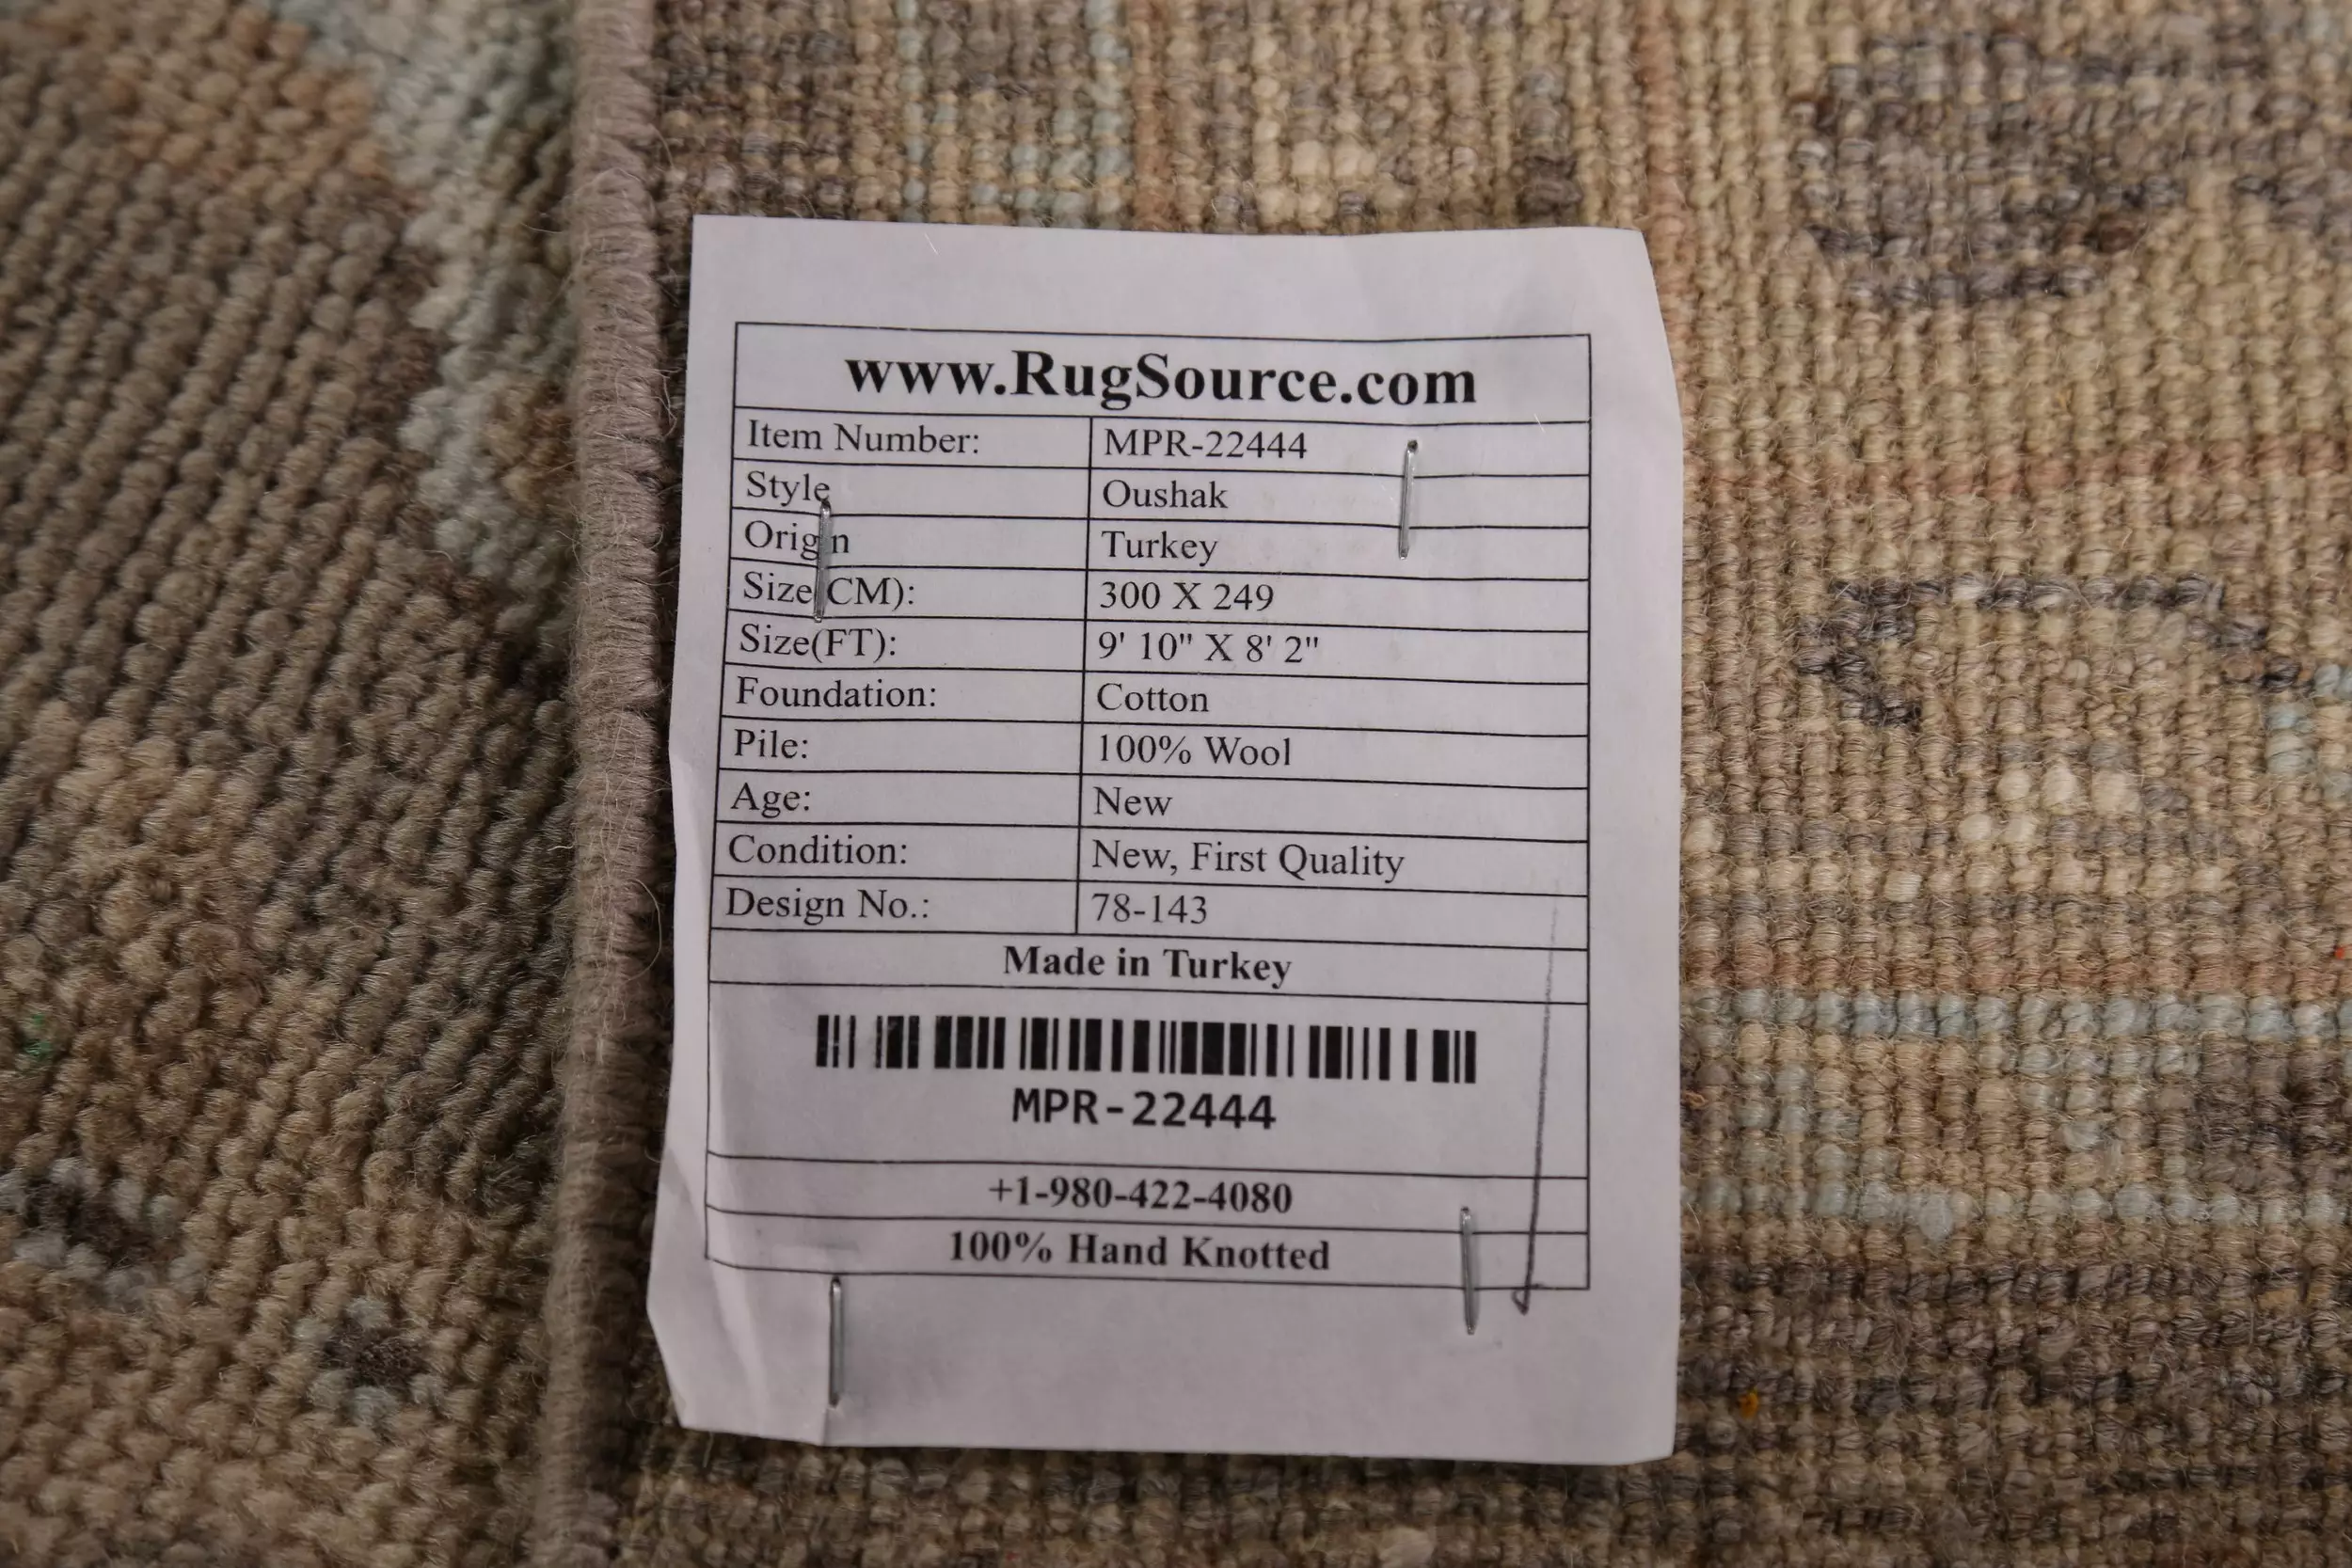 www.RugSource.com
Item Number: MPR-22444
Style Oushak
Origin Turkey
Size(CM): 300 X 249
Size(FT): 9' 10" X 8' 2"
Foundation: Cotton
Pile: 100% Wool
Age: New
Condition: New, First Quality
Design No.: 78-143
Made in Turkey
MPR-22444
+1-980-422-4080
100% Hand Knotted